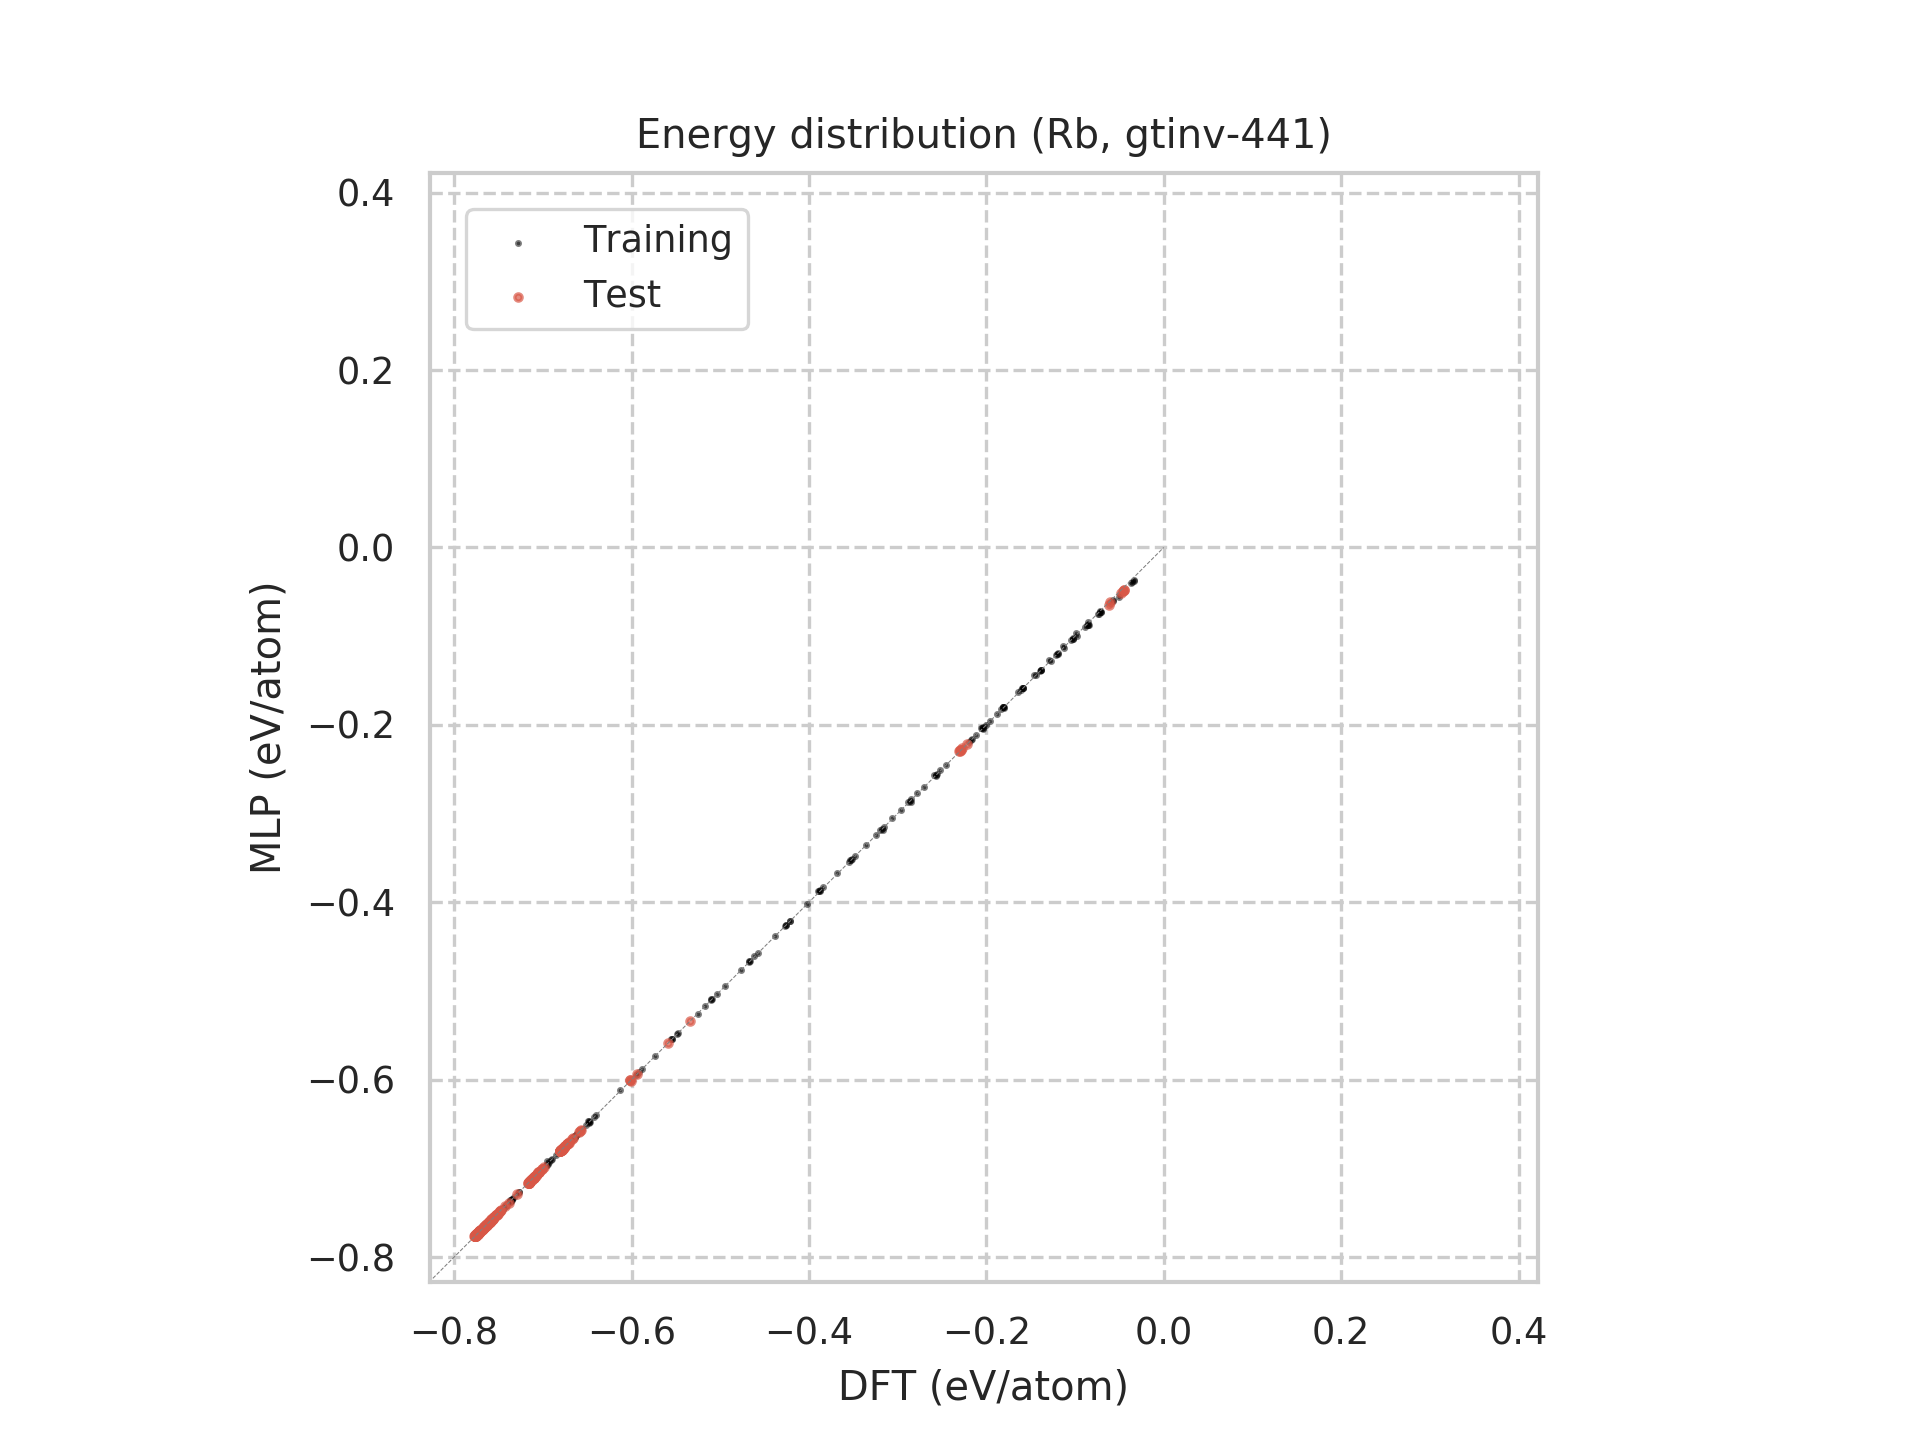 Energy distribution (Rb, gtinv-441)
0.4
0.2
0.0
−0.2
−0.4
−0.6
−0.8
MLP (eV/atom)
Training
Test
−0.8 −0.6 −0.4 −0.2 0.0 0.2 0.4
DFT (eV/atom)